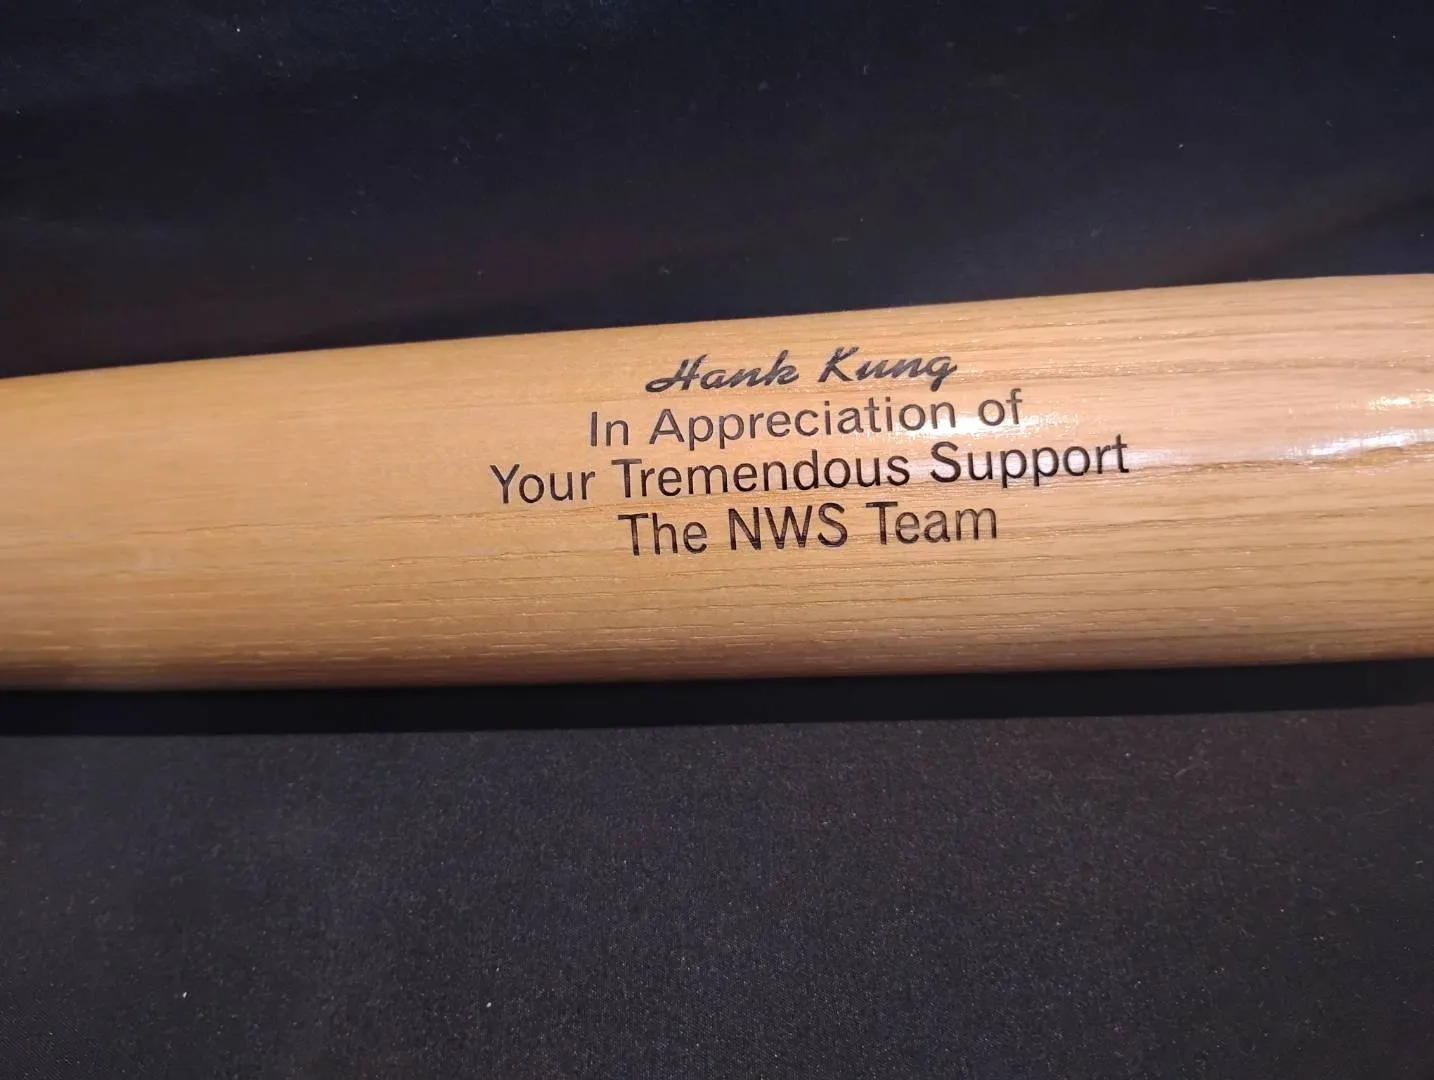 Hank Kung
In Appreciation of
Your Tremendous Support
The NWS Team